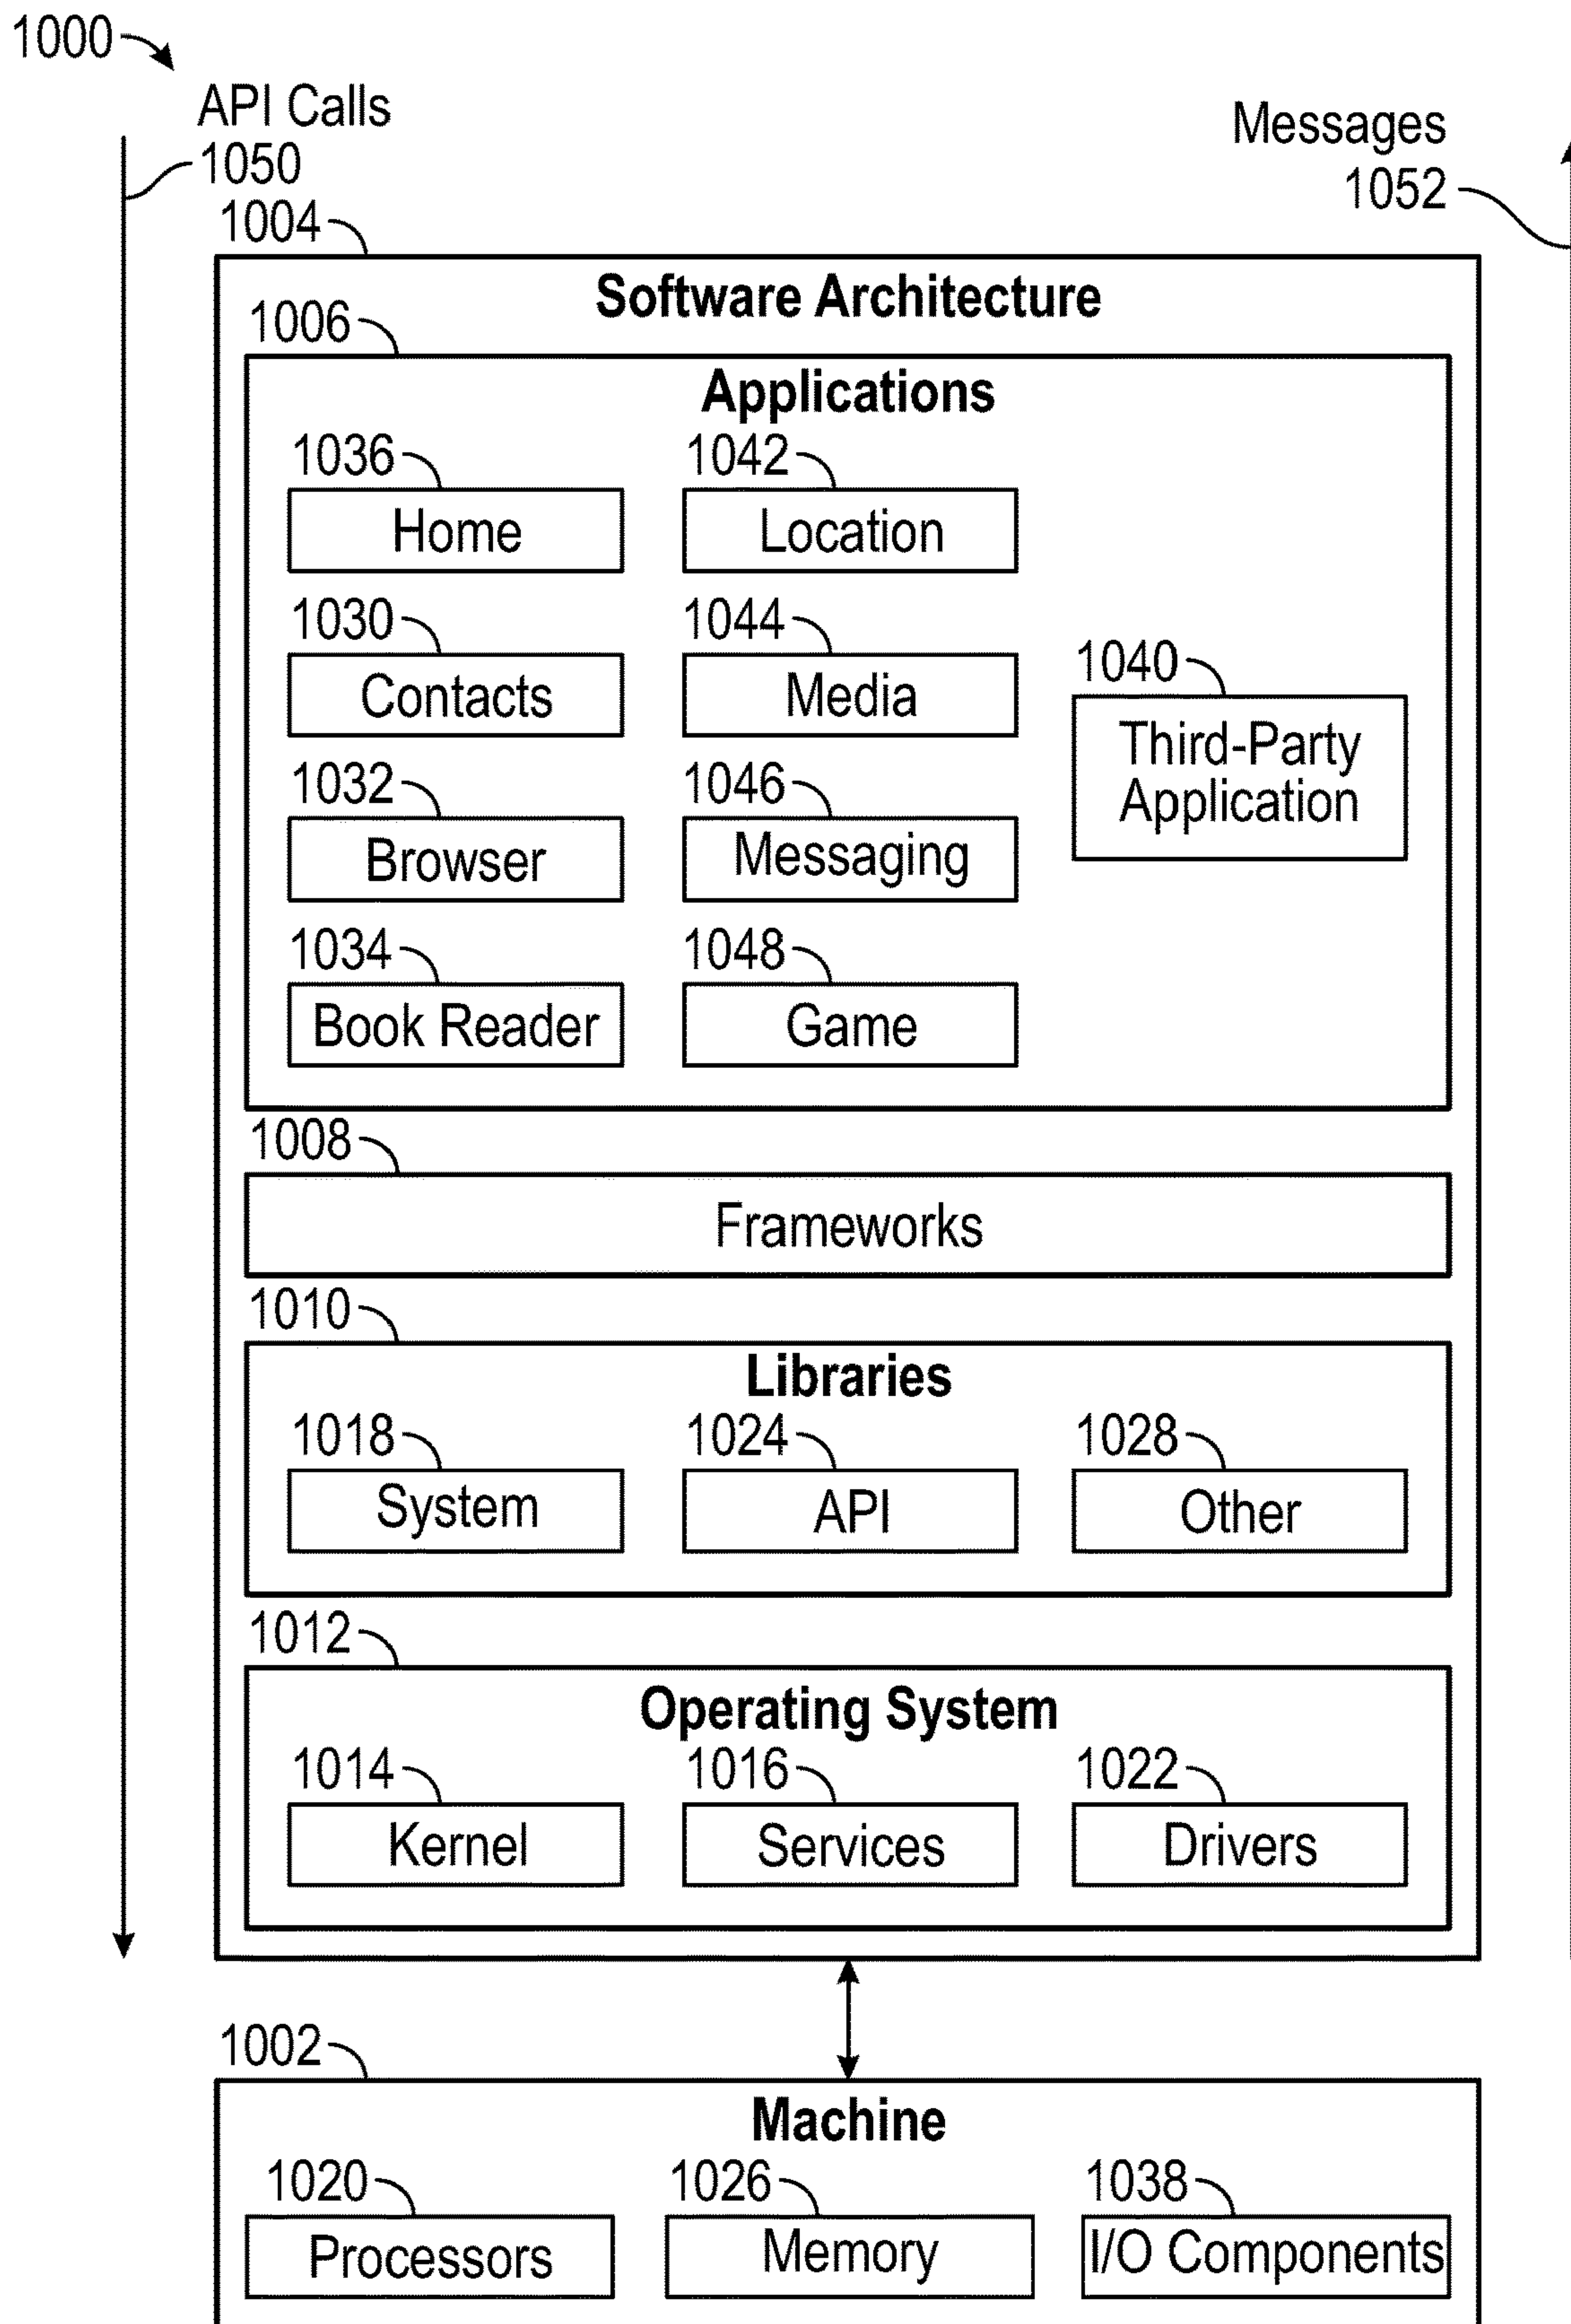 1000
API Calls
1050
Messages
1052
1004
Software Architecture
1006
Applications
1036
1042
Home
Location
1030
1044
1040
Contacts
Media
Third-Party
Application
1032
1046
Browser
Messaging
1034
1048
Book Reader
Game
1008
Frameworks
1010
Libraries
1018
1024
1028
System
API
Other
1012
Operating System
1014
1016
1022
Kernel
Services
Drivers
1002
Machine
1020
1026
1038
Processors
Memory
I/O Components